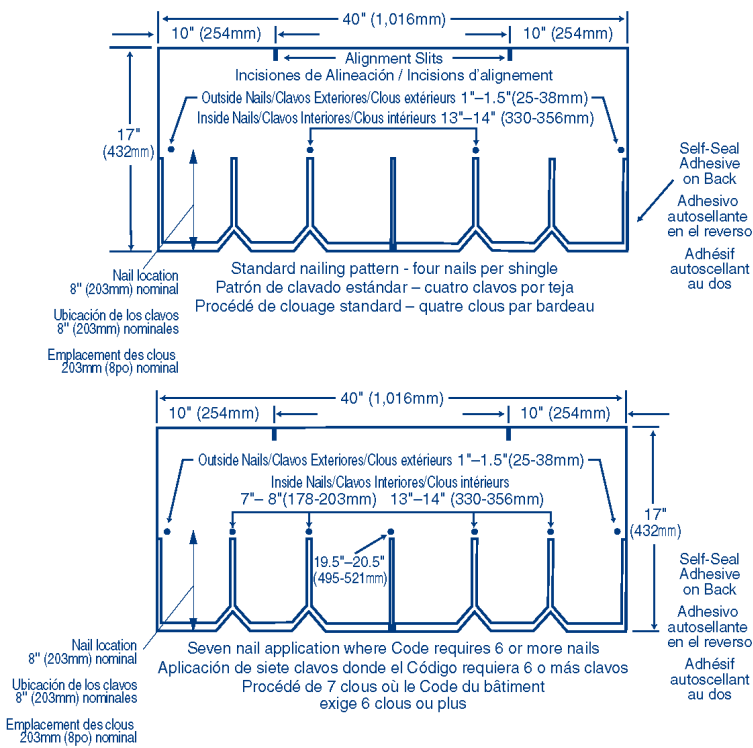 40" (1,016mm)
10" (254mm)
10" (254mm)
Alignment Slits
Incisiones de Alineación / Incisions d'alignement
Outside Nails/Clavos Exteriores/Clous extérieurs 1"–1.5"(25-38mm)
Inside Nails/Clavos Interiores/Clous intérieurs 13"–14" (330-356mm)
17"
(432mm)
Self-Seal
Adhesive
on Back
Adhesivo
autosellante
en el reverso
Adhésif
autoscellant
au dos
Nail location
8" (203mm) nominal
Ubicación de los clavos
8" (203mm) nominales
Emplacement des clous
203mm (8po) nominal
Standard nailing pattern - four nails per shingle
Patrón de clavado estándar – cuatro clavos por teja
Procédé de clouage standard – quatre clous par bardeau
40" (1,016mm)
10" (254mm)
10" (254mm)
Outside Nails/Clavos Exteriores/Clous extérieurs 1"–1.5"(25-38mm)
Inside Nails/Clavos Interiores/Clous intérieurs
7"– 8"(178-203mm) 13"–14" (330-356mm)
17"
(432mm)
19.5"–20.5"
(495-521mm)
Self-Seal
Adhesive
on Back
Adhesivo
autosellante
en el reverso
Adhésif
autoscellant
au dos
Nail location
8" (203mm) nominal
Ubicación de los clavos
8" (203mm) nominales
Emplacement des clous
203mm (8po) nominal
Seven nail application where Code requires 6 or more nails
Aplicación de siete clavos donde el Código requiera 6 o más clavos
Procédé de 7 clous où le Code du bâtiment
exige 6 clous ou plus